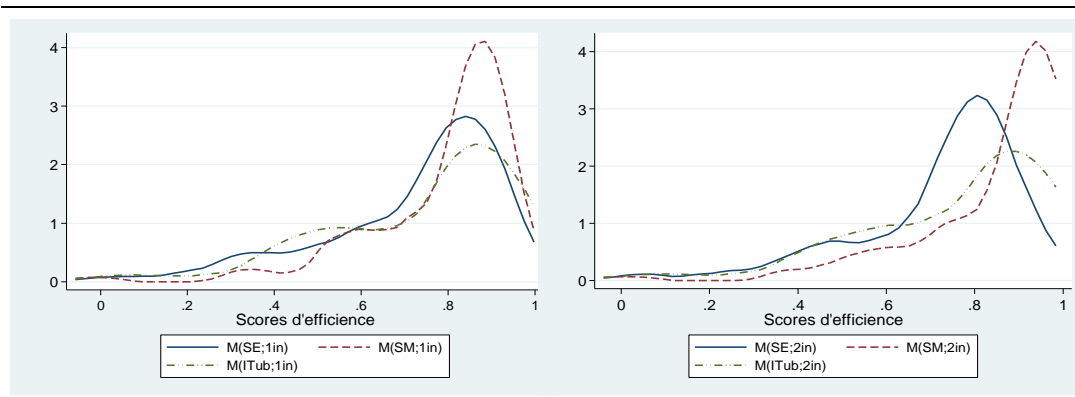 4
3
2
1
0
0 .2 .4 .6 .8 1
Scores d'efficience
M(SE;1in) M(SM;1in)
M(ITub;1in)
4
3
2
1
0
0 .2 .4 .6 .8 1
Scores d'efficience
M(SE;2in) M(SM;2in)
M(ITub;2in)